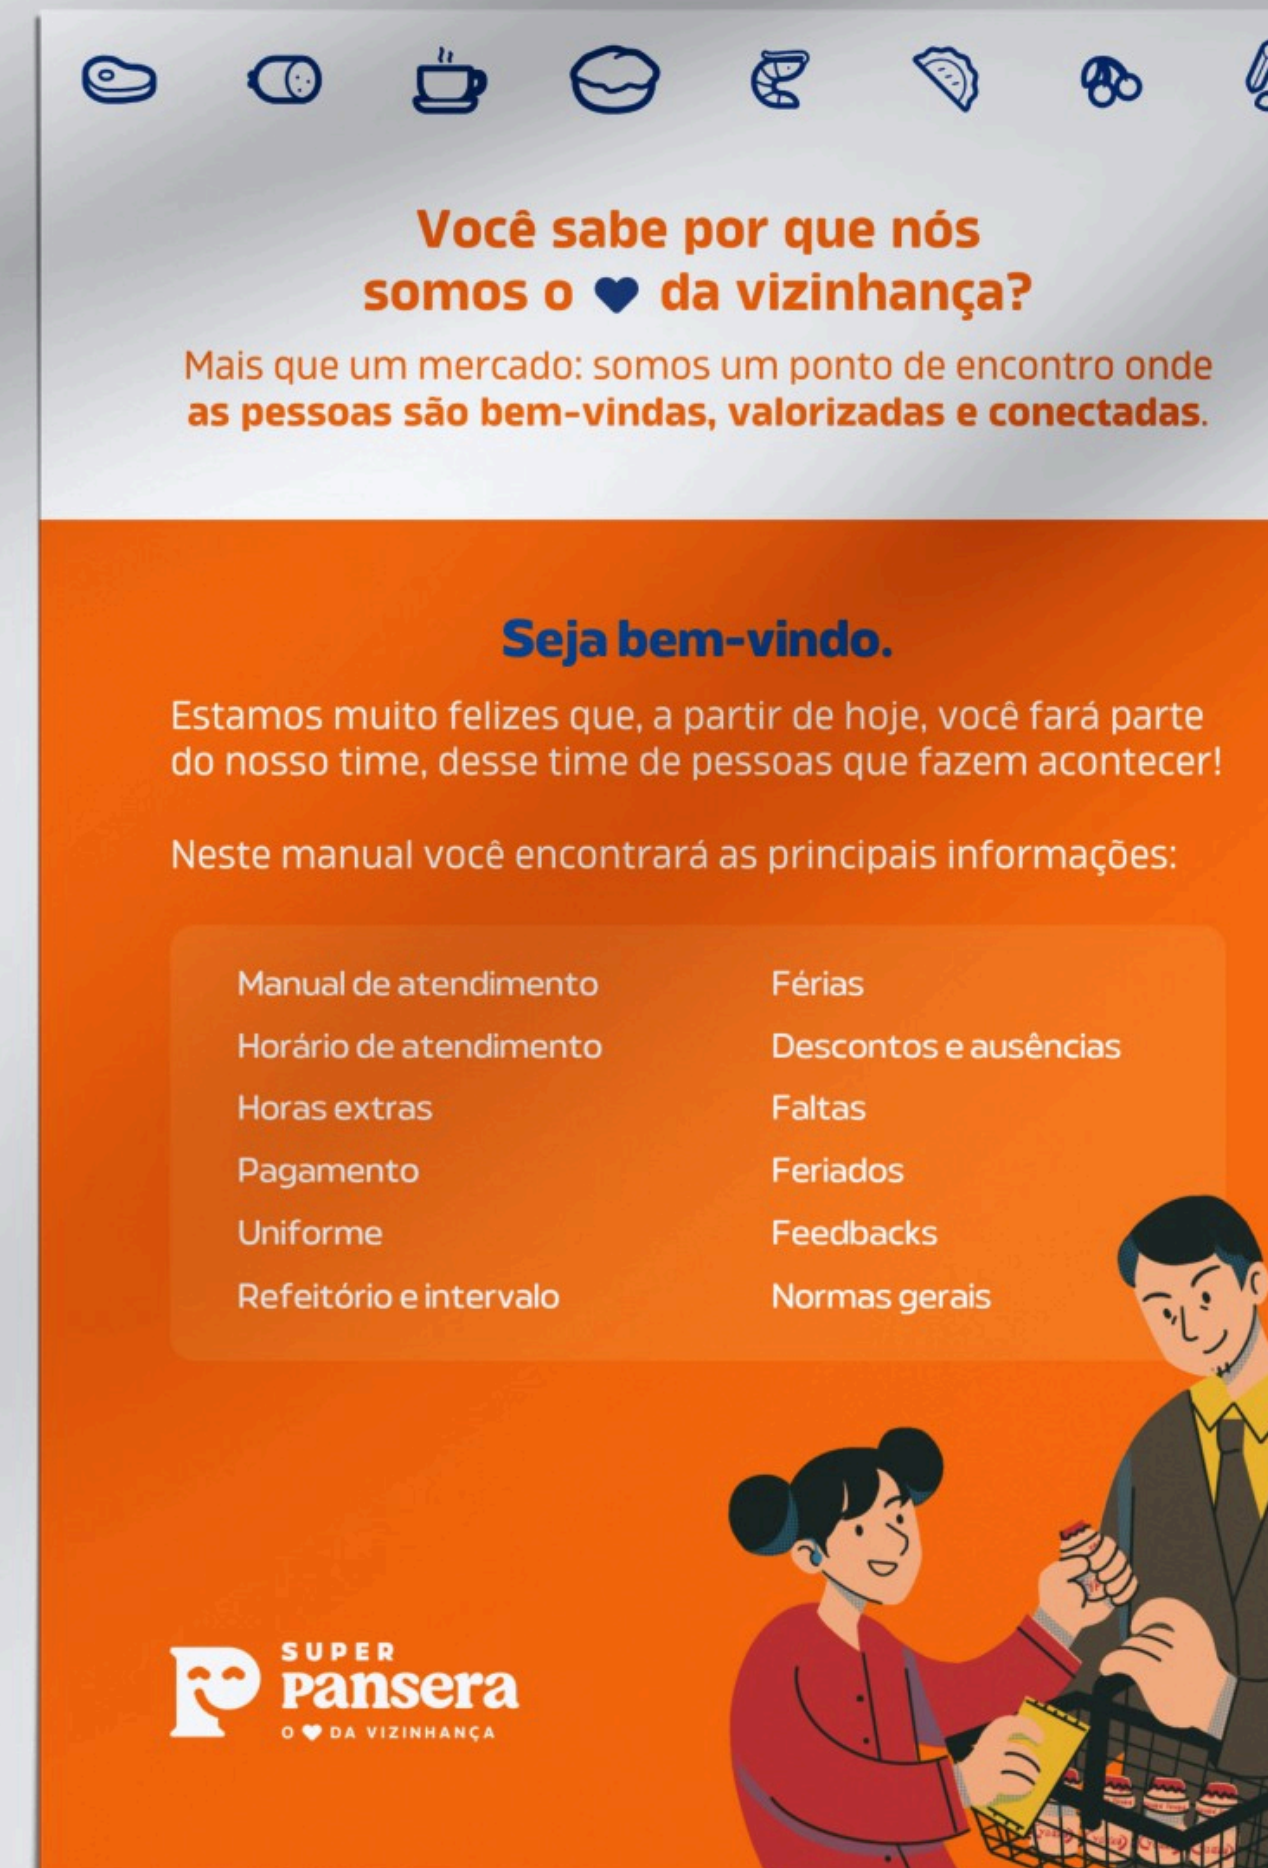 Você sabe por que nós
somos o da vizinhança?
Mais que um mercado: somos um ponto de encontro onde
as pessoas são bem-vindas, valorizadas e conectadas.
Seja bem-vindo.
Estamos muito felizes que, a partir de hoje, você fará parte
do nosso time, desse time de pessoas que fazem acontecer!
Neste manual você encontrará as principais informações:
Manual de atendimento
Horário de atendimento
Horas extras
Pagamento
Uniforme
Refeitório e intervalo
Férias
Descontos e ausências
Faltas
Feriados
Feedbacks
Normas gerais
SUPER
Pansera
O DA VIZINHANÇA